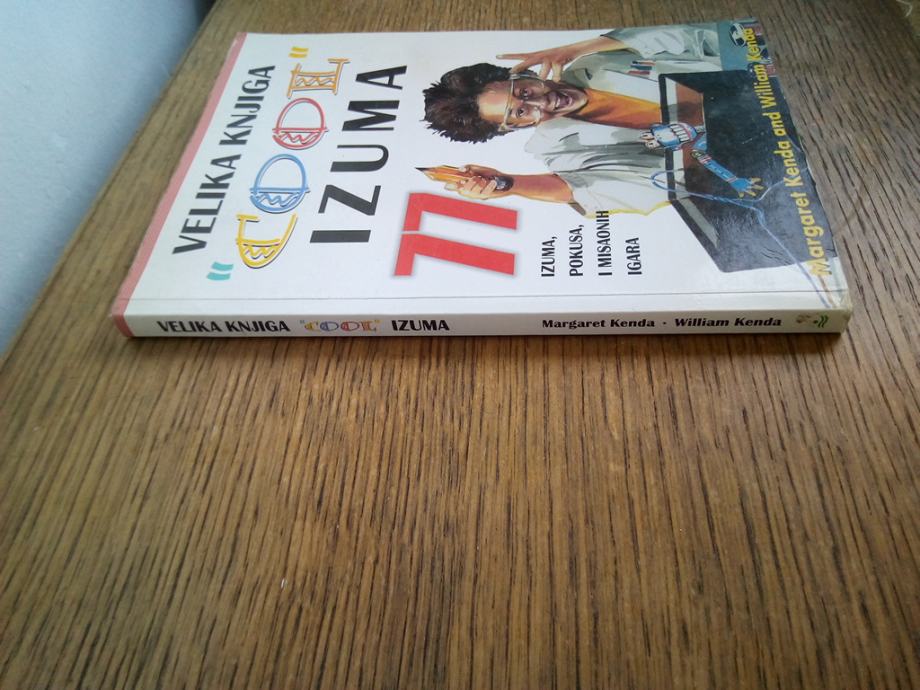 VELIKA KNJIGA
"COOL"
IZUMA
77
IZUMA,
POKUSA,
I MISAONIH
IGARA
Margaret Kenda and William Kenda
VELIKA KNJIGA "COOL" IZUMA Margaret Kenda · William Kenda